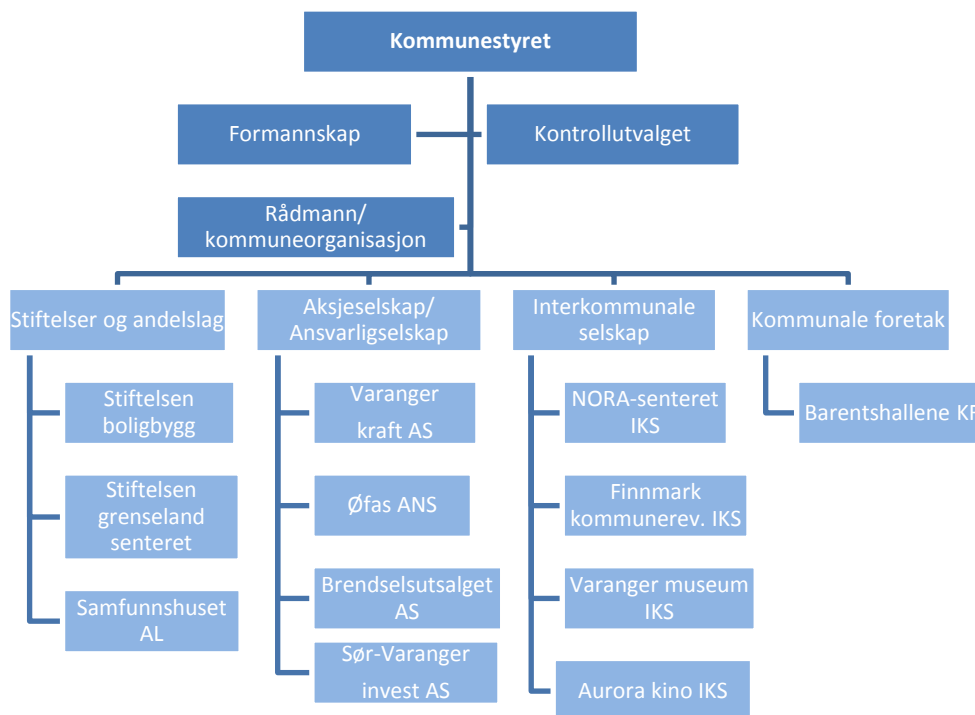 Kommunestyret
Formannskap
Kontrollutvalget
Rådmann/
kommuneorganisasjon
Stiftelser og andelslag
Aksjeselskap/
Ansvarligselskap
Interkommunale
selskap
Kommunale foretak
Stiftelsen
boligbygg
Stiftelsen
grenseland
senteret
Samfunnshuset
AL
Varanger
kraft AS
Øfas ANS
Brendselsutsalget
AS
Sør-Varanger
invest AS
NORA-senteret
IKS
Finnmark
kommunerev. IKS
Varanger museum
IKS
Aurora kino IKS
Barentshallene KF